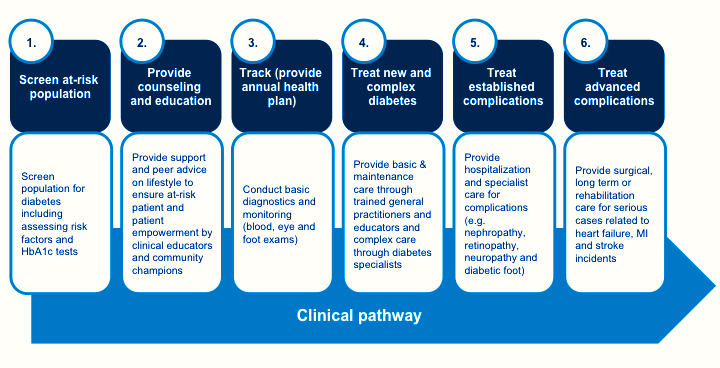 1.
Screen at-risk
population
Screen
population for
diabetes
including
assessing risk
factors and
HbA1c tests
2.
Provide
counseling
and education
Provide support
and peer advice
on lifestyle to
ensure at-risk
patient and
patient
empowerment by
clinical educators
and community
champions
3.
Track (provide
annual health
plan)
Conduct basic
diagnostics and
monitoring
(blood, eye and
foot exams)
4.
Treat new and
complex
diabetes
Provide basic &
maintenance
care through
trained general
practitioners and
educators and
complex care
through diabetes
specialists
5.
Treat
established
complications
Provide
hospitalization
and specialist
care for
complications
(e.g.
nephropathy,
retinopathy,
neuropathy and
diabetic foot)
6.
Treat
advanced
complications
Provide surgical,
long term or
rehabilitation
care for serious
cases related to
heart failure, MI
and stroke
incidents
Clinical pathway